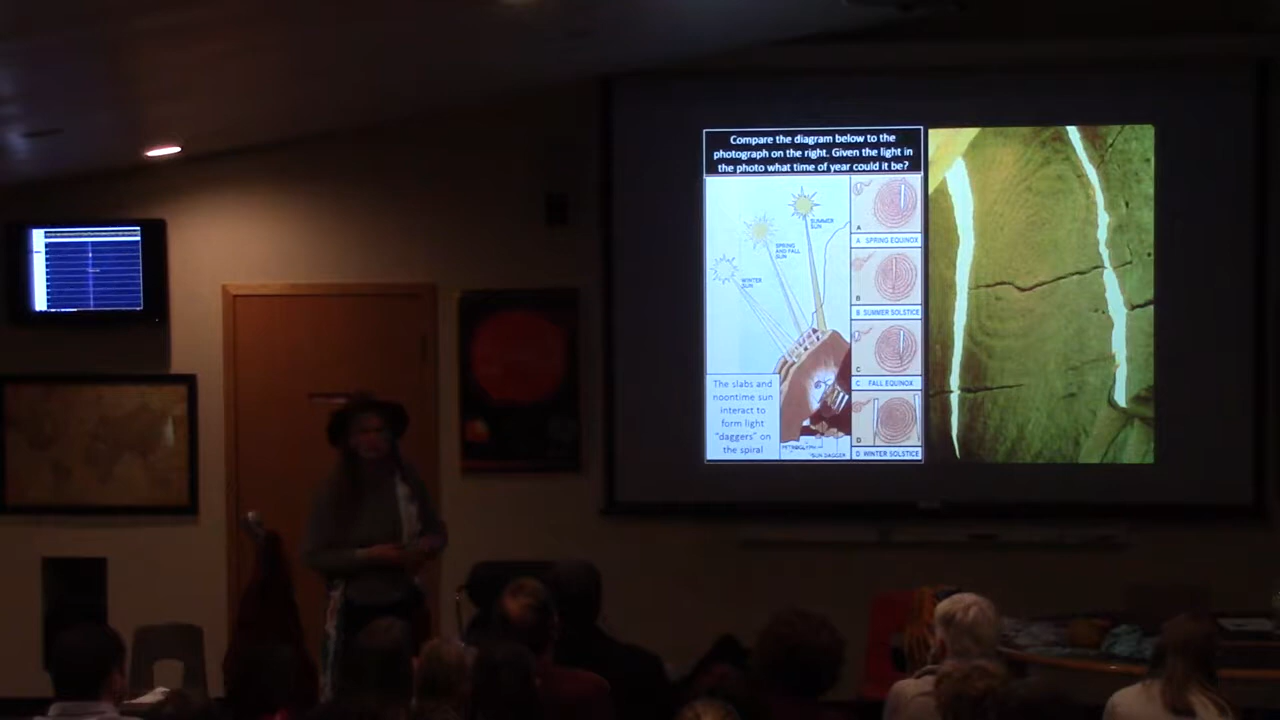 Compare the diagram below to the
photograph on the right. Given the light in
the photo what time of year could it be?
SUMMER
SUN
SPRING
AND FALL
SUN
WINTER
SUN
A
A SPRING EQUINOX
B
B SUMMER SOLSTICE
C
C FALL EQUINOX
D
D WINTER SOLSTICE
The slabs and
noontime sun
interact to
form light
"daggers" on
the spiral
PETROGLYPH
SUN DAGGER